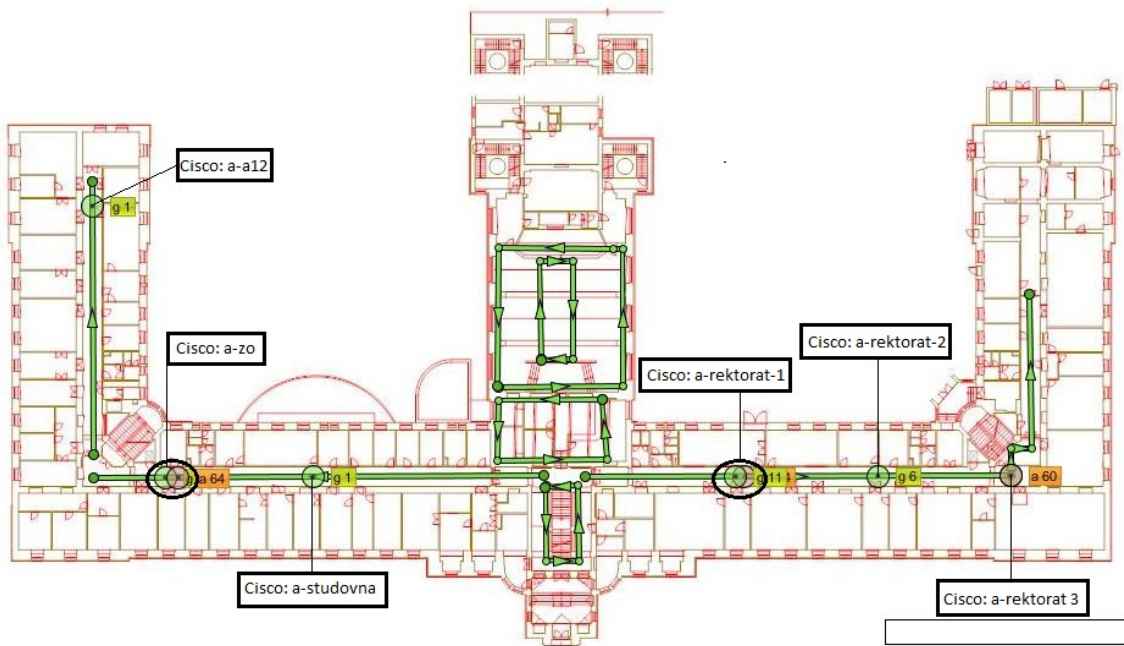 Cisco: a-a12
g 1
Cisco: a-zo
Cisco: a-rektorat-2
Cisco: a-rektorat-1
g
a 64
g 1
g 11
g 6
a 60
Cisco: a-studovna
Cisco: a-rektorat 3